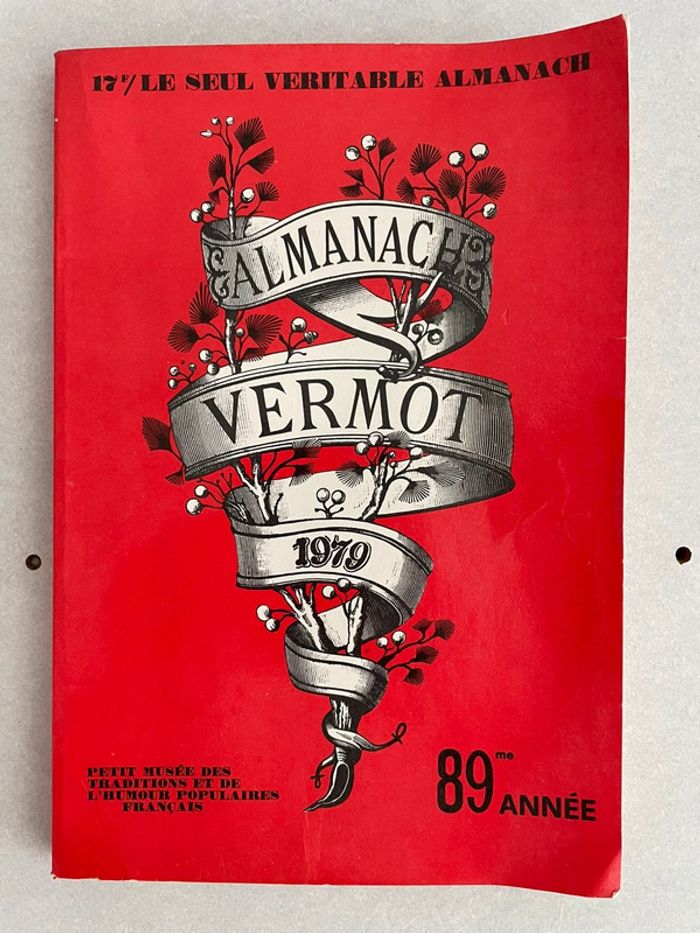 17F/LE SEUL VERITABLE ALMANACH
ALMANACH
VERMOT
1979
PETIT MUSÉE DES
TRADITIONS ET DE
L'HUMOUR POPULAIRES
FRANÇAIS
89me ANNÉE